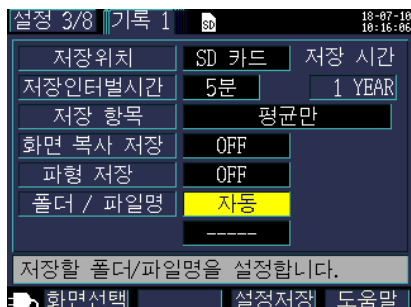 설정 3/8 기록 1 SD 18-07-10
10:16:06
저장위치 SD 카드 저장 시간
저장인터벌시간 5분 1 YEAR
저장 항목 평균만
화면 복사 저장 OFF
파형 저장 OFF
폴더 / 파일명 자동
-----
저장할 폴더/파일명을 설정합니다.
화면선택 설정저장 도움말